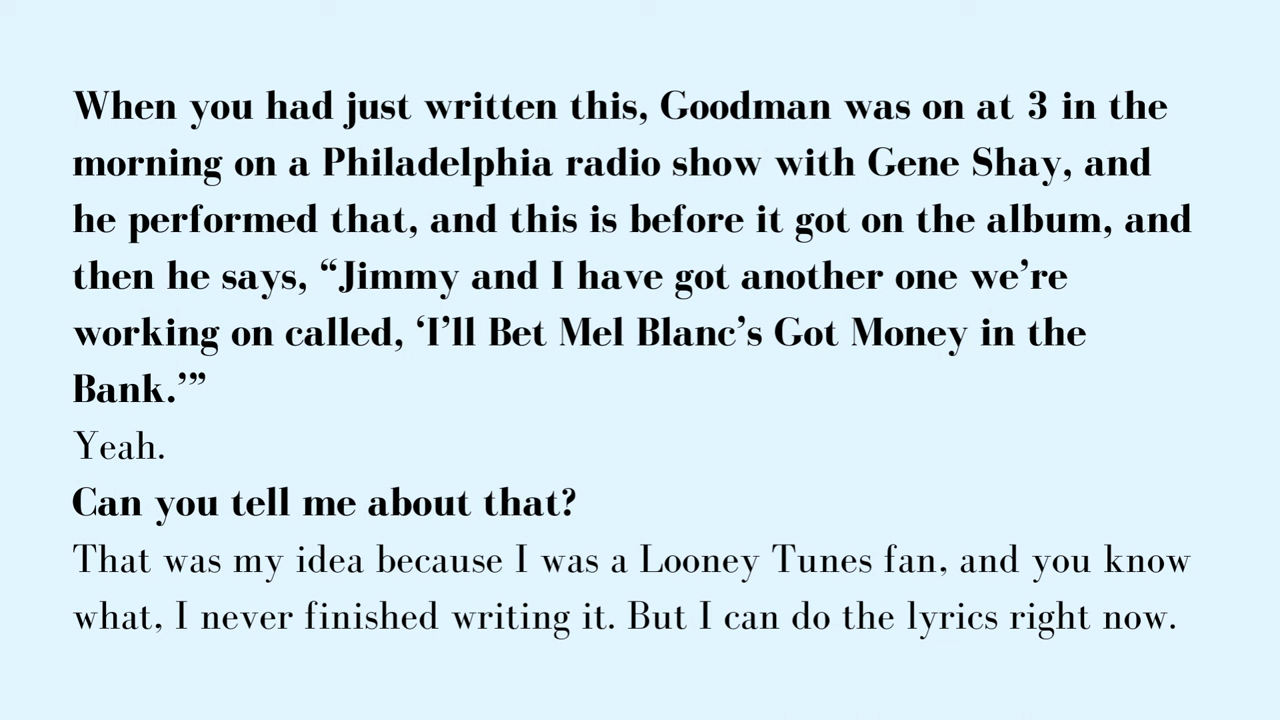 When you had just written this, Goodman was on at 3 in the
morning on a Philadelphia radio show with Gene Shay, and
he performed that, and this is before it got on the album, and
then he says, “Jimmy and I have got another one we’re
working on called, ‘I’ll Bet Mel Blanc’s Got Money in the
Bank.’”
Yeah.
Can you tell me about that?
That was my idea because I was a Looney Tunes fan, and you know
what, I never finished writing it. But I can do the lyrics right now.